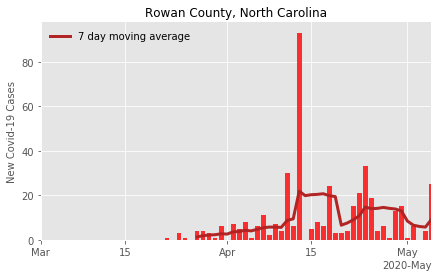 Rowan County, North Carolina
7 day moving average
New Covid-19 Cases
80
60
40
20
0
Mar
15
Apr
15
May
2020-May